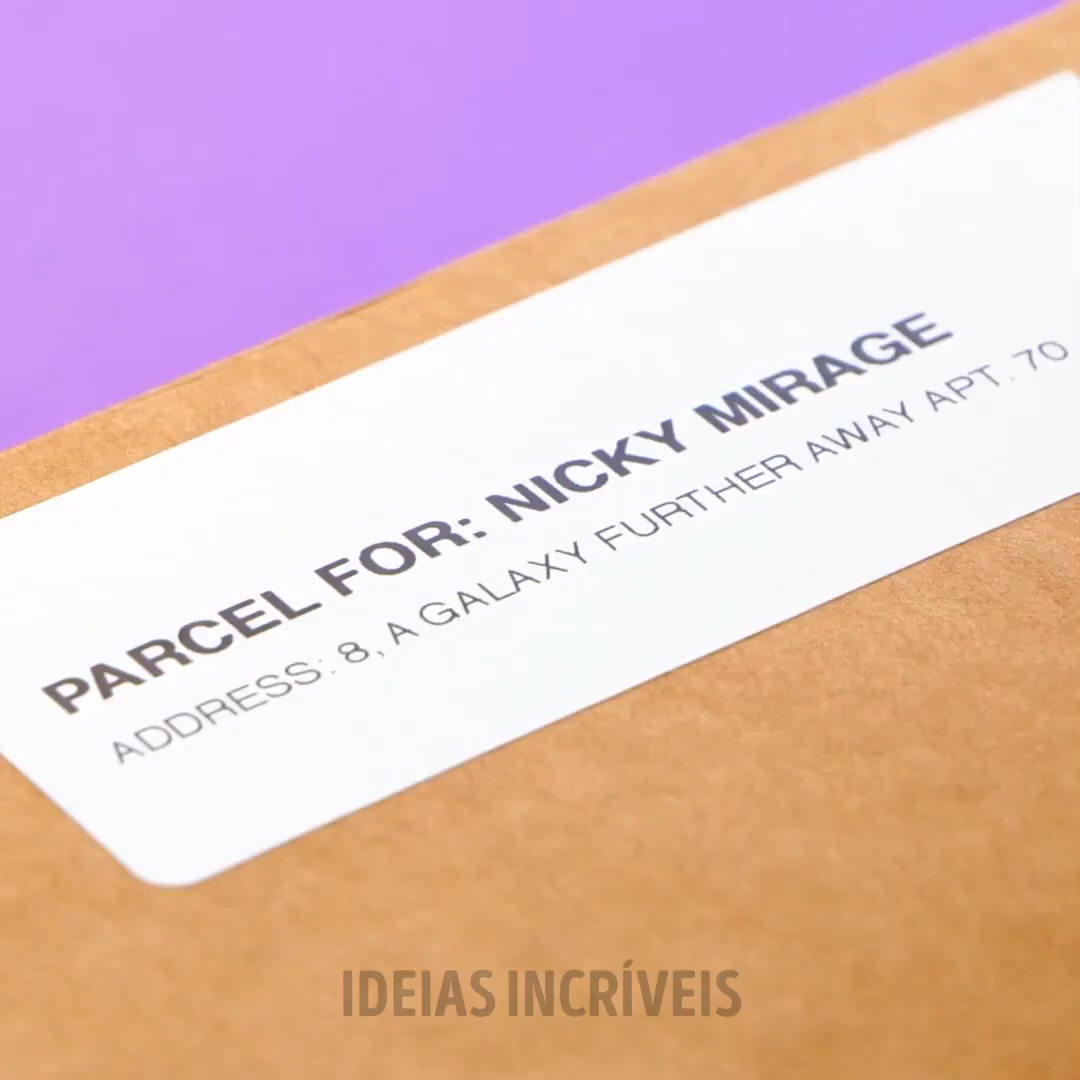 PARCEL FOR: NICKY MIRAGE
ADDRESS: 8, A GALAXY FURTHER AWAY APT. 70
IDEIAS INCRÍVEIS